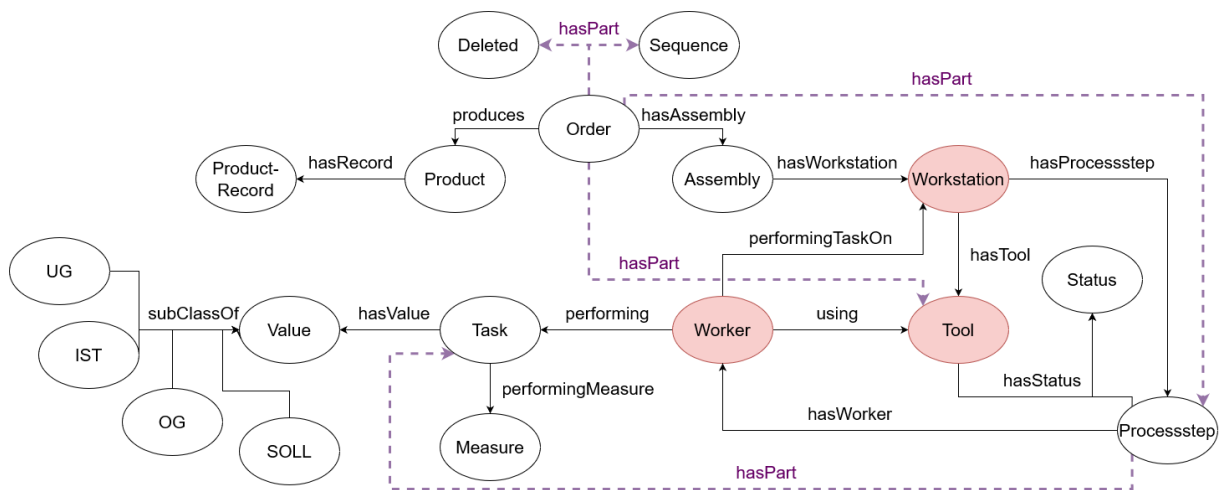 hasPart
Deleted
Sequence
hasPart
produces
Order
hasAssembly
Product-
Record
hasRecord
Product
Assembly
hasWorkstation
Workstation
hasProcessstep
performingTaskOn
hasPart
hasTool
UG
Status
subClassOf
Value
hasValue
Task
performing
Worker
using
Tool
IST
performingMeasure
hasStatus
OG
hasWorker
SOLL
Measure
Processstep
hasPart